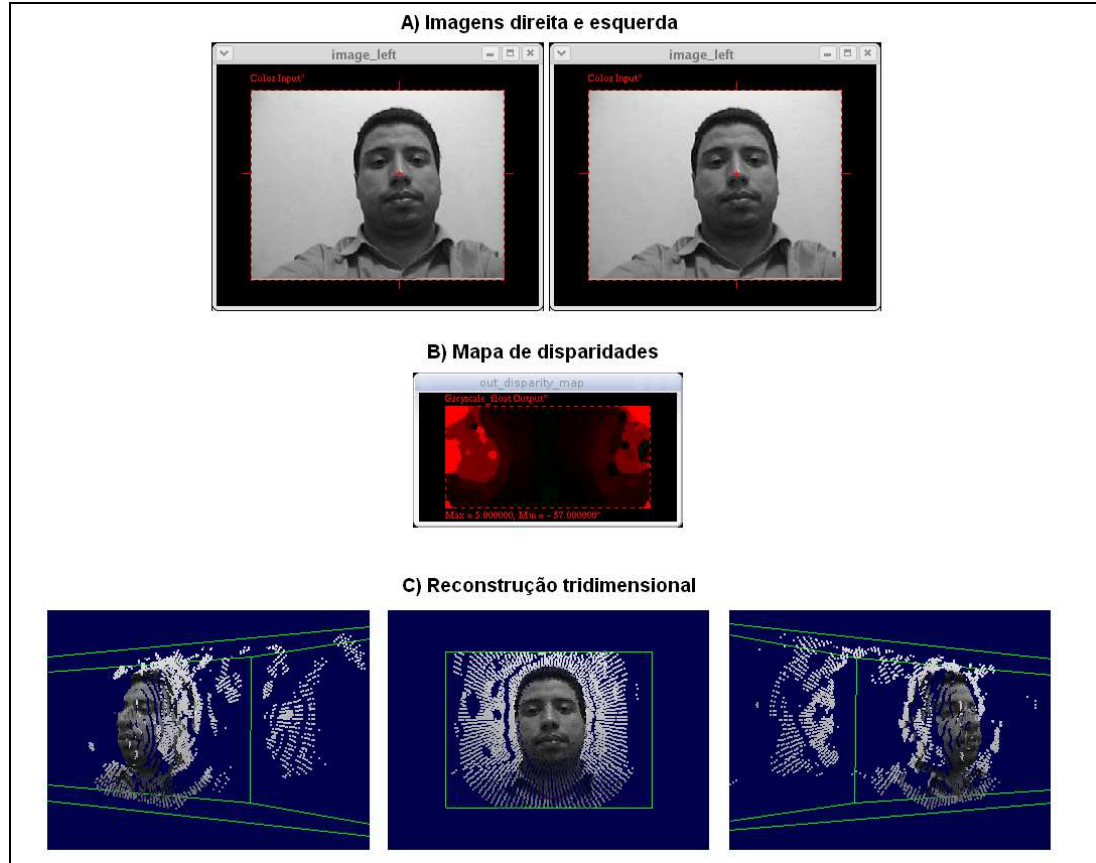 A) Imagens direita e esquerda
image_left
image_left
Color Input"
Color Input"
B) Mapa de disparidades
out_disparity_map
Greyscale_float Output"
Max = 5.000000, Min = - 57.000000"
C) Reconstrução tridimensional